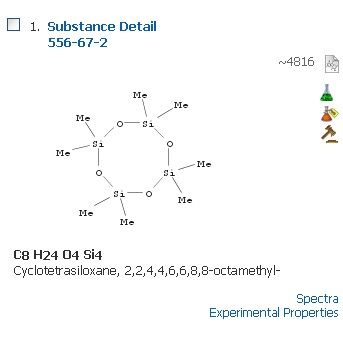 1. Substance Detail
556-67-2
~4816
Me
Me Me
O Si
Me
Si O
Me
O Si Me
Si O
Me
Me Me
C8 H24 O4 Si4
Cyclotetrasiloxane, 2,2,4,4,6,6,8,8-octamethyl-
Spectra
Experimental Properties